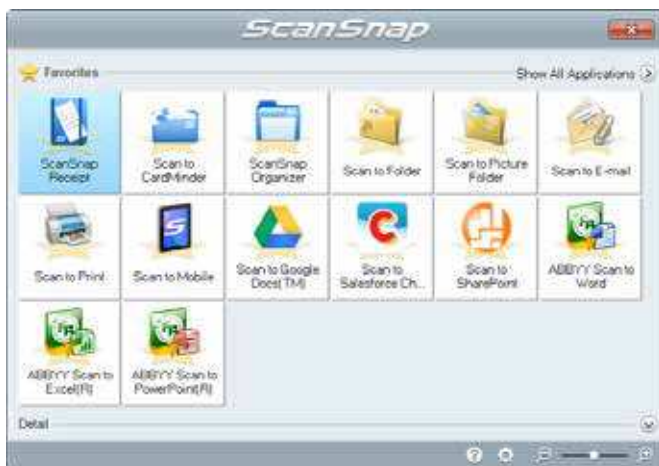 ScanSnap
Favorites
Show All Applications
ScanSnap
Receipt
Scan to
CardMinder
ScanSnap
Organizer
Scan to Folder
Scan to Picture
Folder
Scan to E-mail
Scan to Print
Scan to Mobile
Scan to Google
Docs(TM)
Scan to
Salesforce Ch...
Scan to
SharePoint
ABBYY Scan to
Word
ABBYY Scan to
Excel(R)
ABBYY Scan to
PowerPoint(R)
Detail